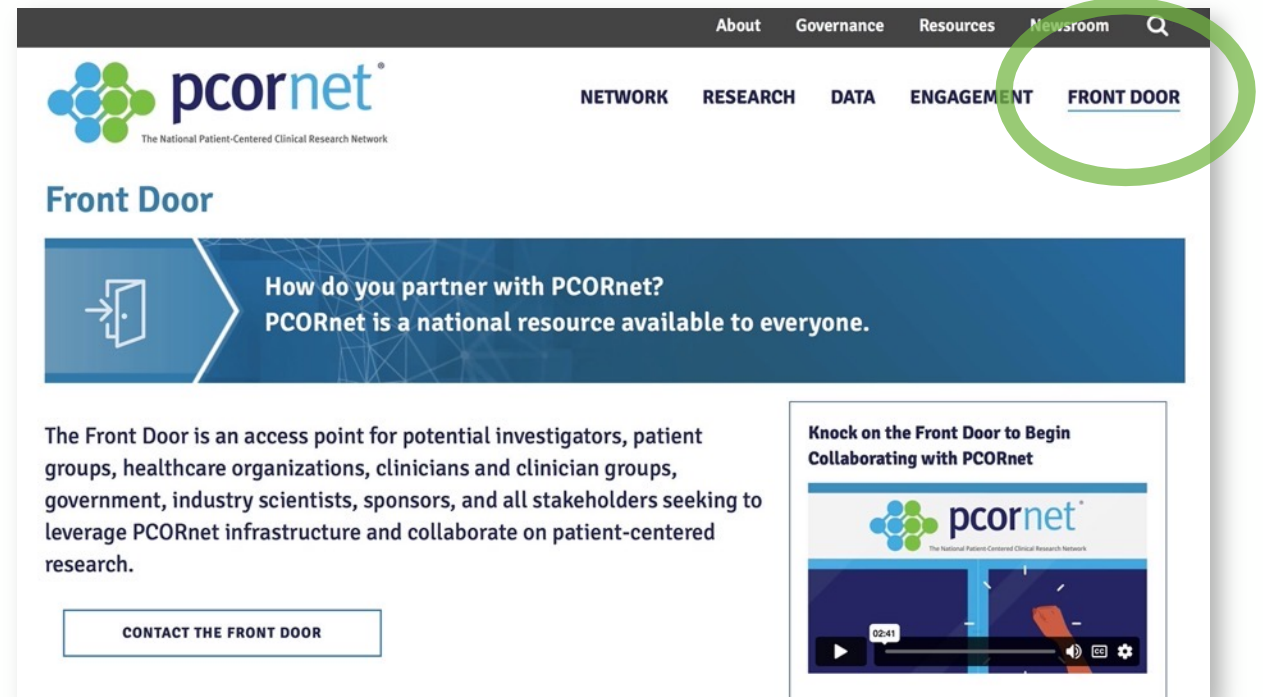 About Governance Resources Newsroom
pcornet®
The National Patient-Centered Clinical Research Network
NETWORK RESEARCH DATA ENGAGEMENT FRONT DOOR
Front Door
How do you partner with PCORnet?
PCORnet is a national resource available to everyone.
The Front Door is an access point for potential investigators, patient
groups, healthcare organizations, clinicians and clinician groups,
government, industry scientists, sponsors, and all stakeholders seeking to
leverage PCORnet infrastructure and collaborate on patient-centered
research.
CONTACT THE FRONT DOOR
Knock on the Front Door to Begin
Collaborating with PCORnet
pcornet®
The National Patient-Centered Clinical Research Network
02:41
CC